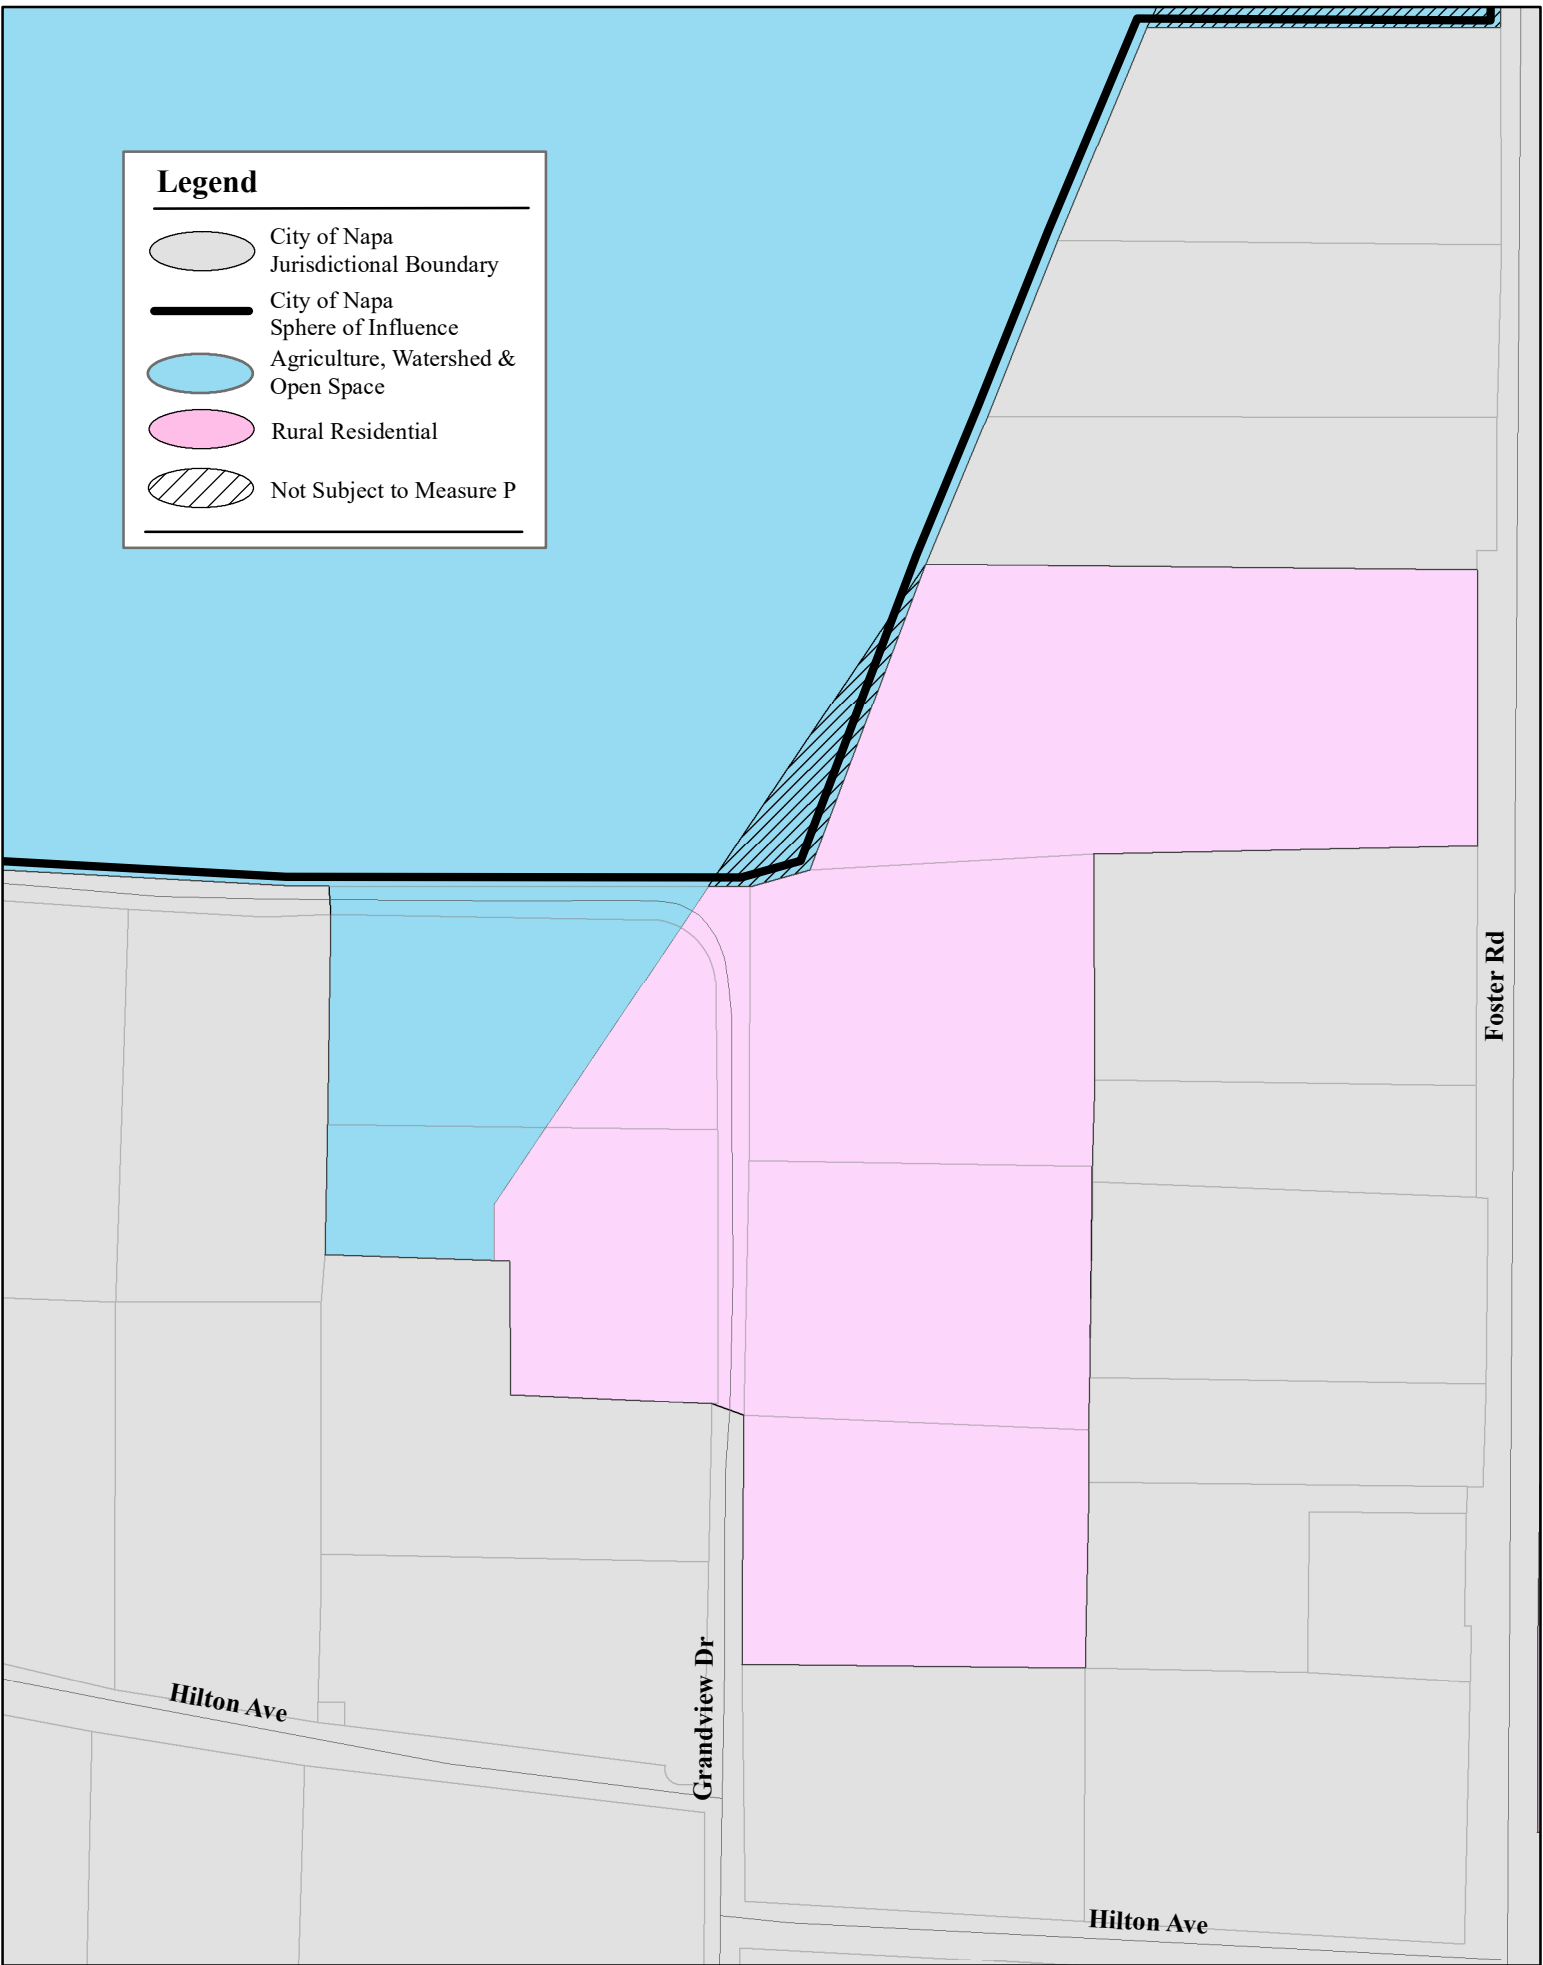 Legend
City of Napa
Jurisdictional Boundary
City of Napa
Sphere of Influence
Agriculture, Watershed &
Open Space
Rural Residential
Not Subject to Measure P
Foster Rd
Grandview Dr
Hilton Ave
Hilton Ave